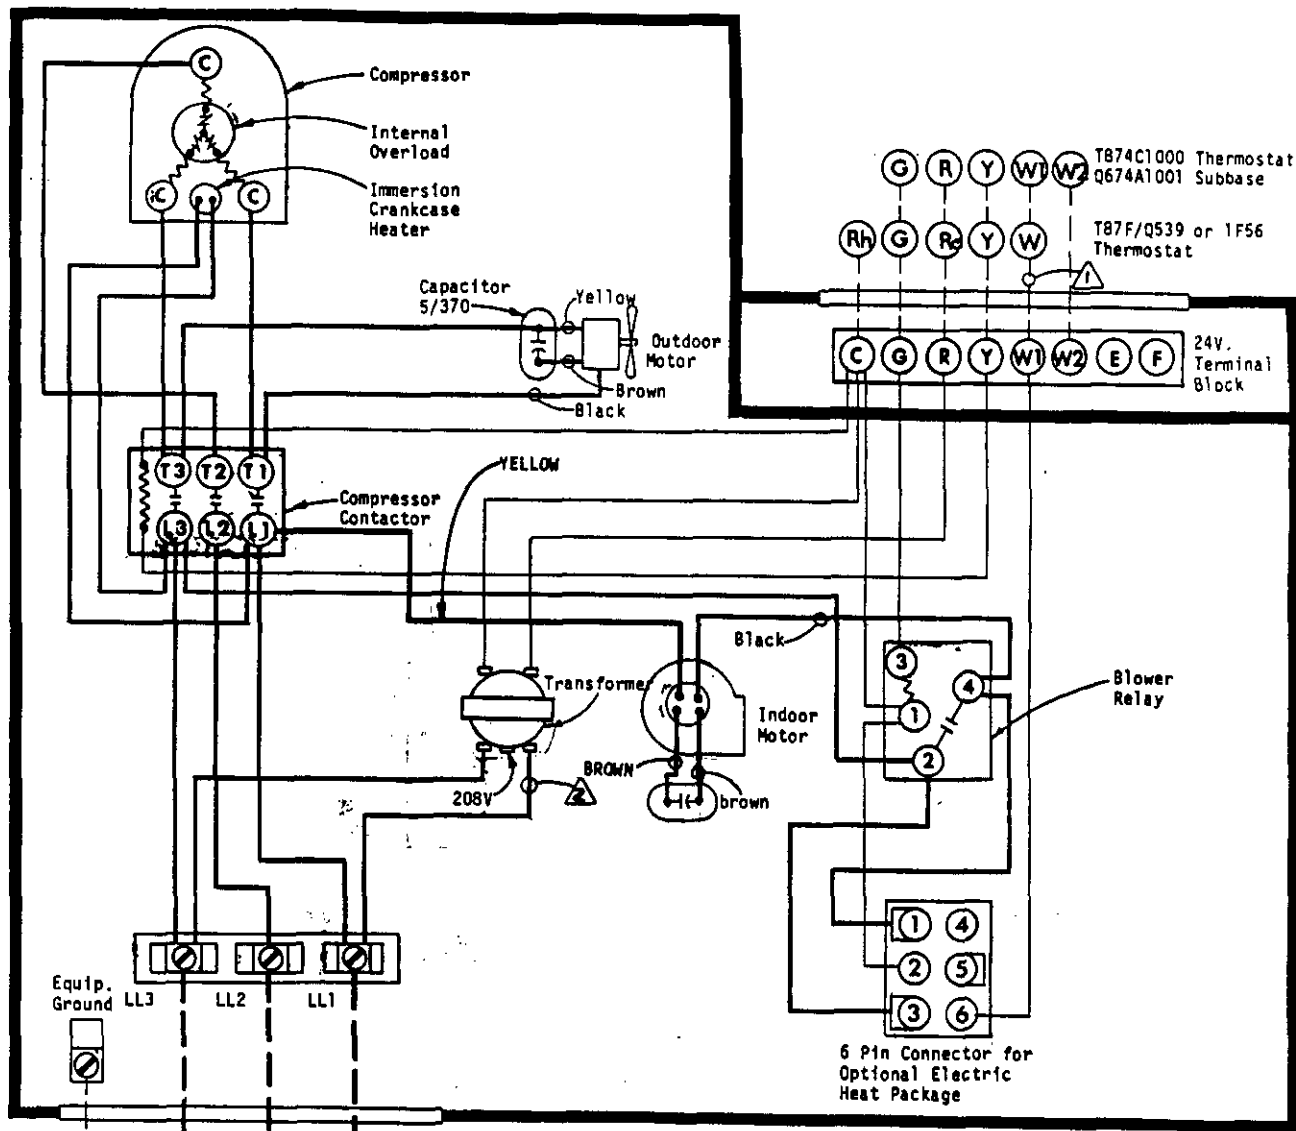 C
Compressor
Internal
Overload
C
C
Immersion
Crankcase
Heater
G
R
Y
W1
W2
T874C1000 Thermostat
Q674A1001 Subbase
Rh
G
Rc
Y
W
T87F/Q539 or 1F56
Thermostat
1
Capacitor
5/370
Yellow
Outdoor
Motor
Brown
Black
C
G
R
Y
W1
W2
E
F
24V.
Terminal
Block
YELLOW
T3
T2
T1
Compressor
Contactor
L3
L2
L1
Black
3
4
1
2
Blower
Relay
Transformer
Indoor
Motor
208V
2
BROWN
brown
1
4
2
5
3
6
Equip.
Ground
LL3
LL2
LL1
6 Pin Connector for
Optional Electric
Heat Package